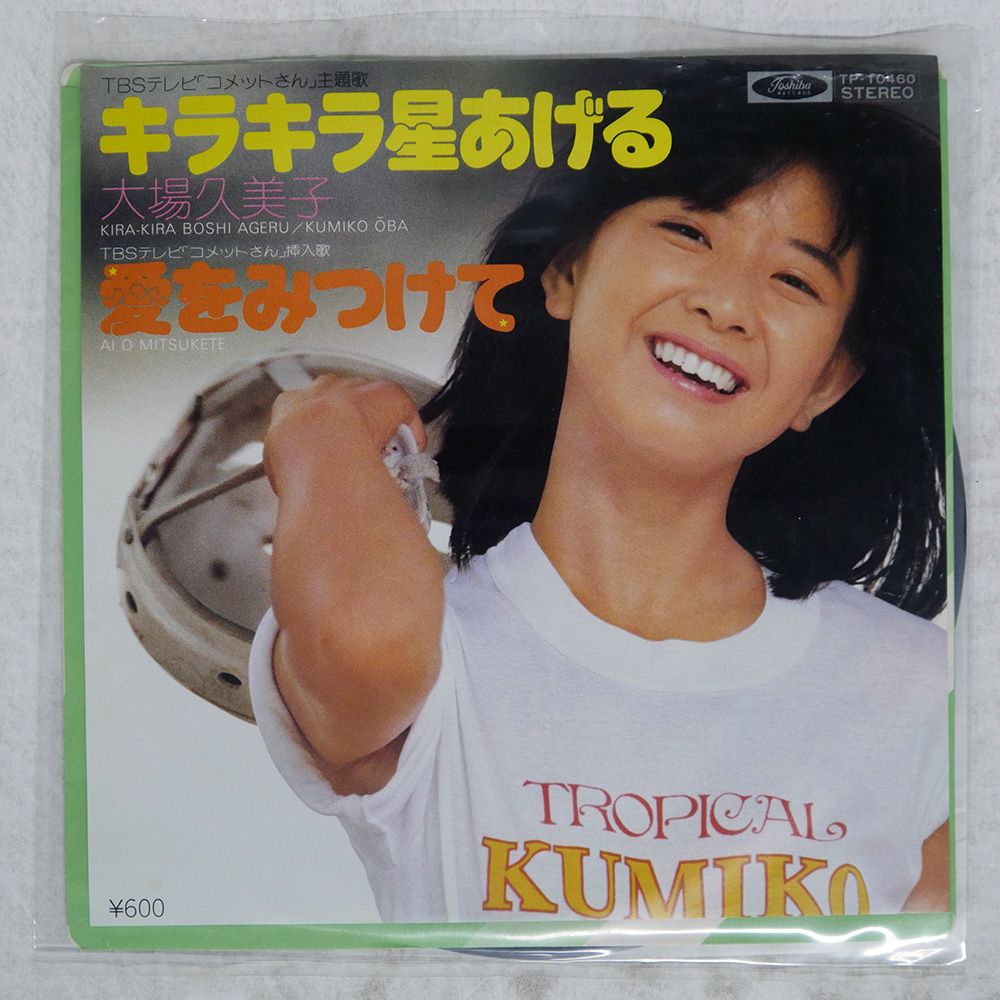 TBSテレビ「コメットさん」主題歌
キラキラ星あげる
大場久美子
KIRA-KIRA BOSHI AGERU/KUMIKO ŌBA
TBSテレビ「コメットさん」挿入歌
愛をみつけて
AI O MITSUKETE
Toshiba
RECORDS
TP-10460
STEREO
TROPICAL
KUMIKO
¥600